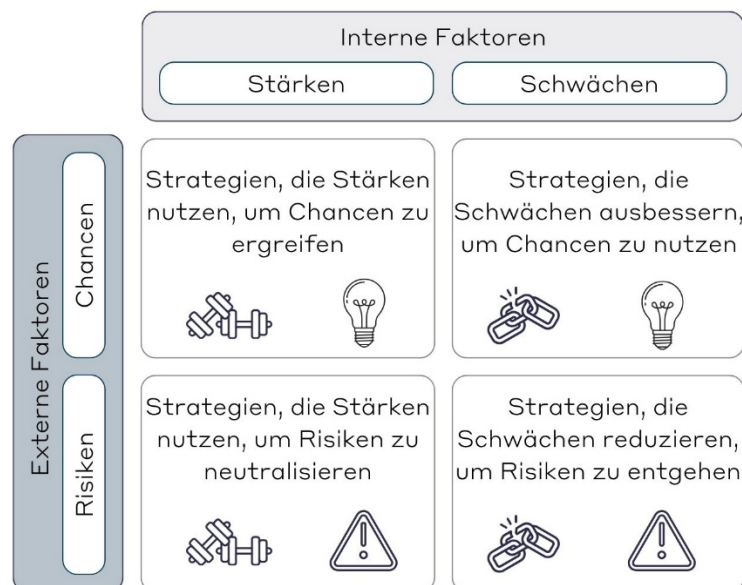 Interne Faktoren
Stärken
Schwächen
Externe Faktoren
Chancen
Strategien, die Stärken
nutzen, um Chancen zu
ergreifen
Strategien, die
Schwächen ausbessern,
um Chancen zu nutzen
Risiken
Strategien, die Stärken
nutzen, um Risiken zu
neutralisieren
Strategien, die
Schwächen reduzieren,
um Risiken zu entgehen